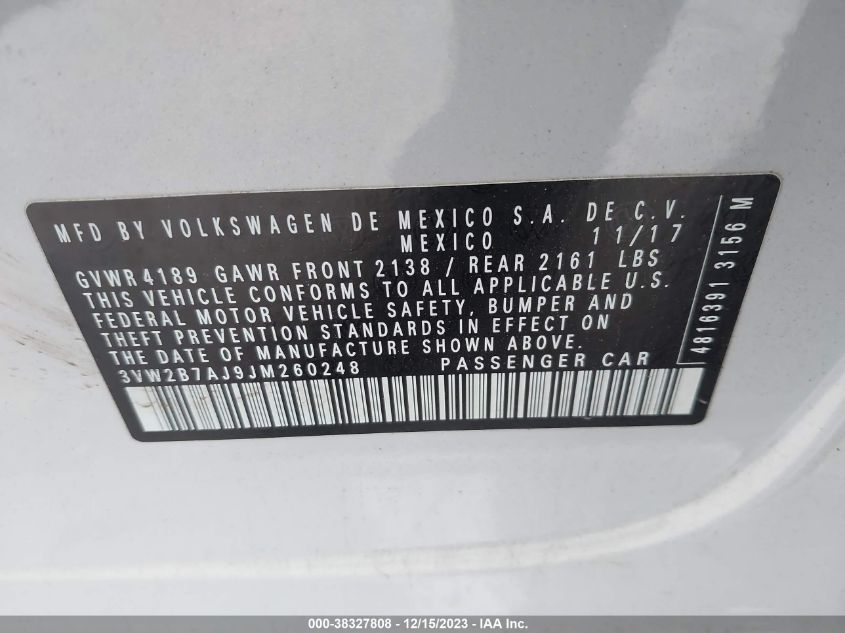 MFD BY VOLKSWAGEN DE MEXICO S.A. DE C.V.
MEXICO 11/17
GVWR 4189 GAWR FRONT 2138 / REAR 2161 LBS
THIS VEHICLE CONFORMS TO ALL APPLICABLE U.S.
FEDERAL MOTOR VEHICLE SAFETY, BUMPER AND
THEFT PREVENTION STANDARDS IN EFFECT ON
THE DATE OF MANUFACTURE SHOWN ABOVE.
3VW2B7AJ9JM260248 PASSENGER CAR
4816391 3156 M
000-38327808 - 12/15/2023 - IAA Inc.